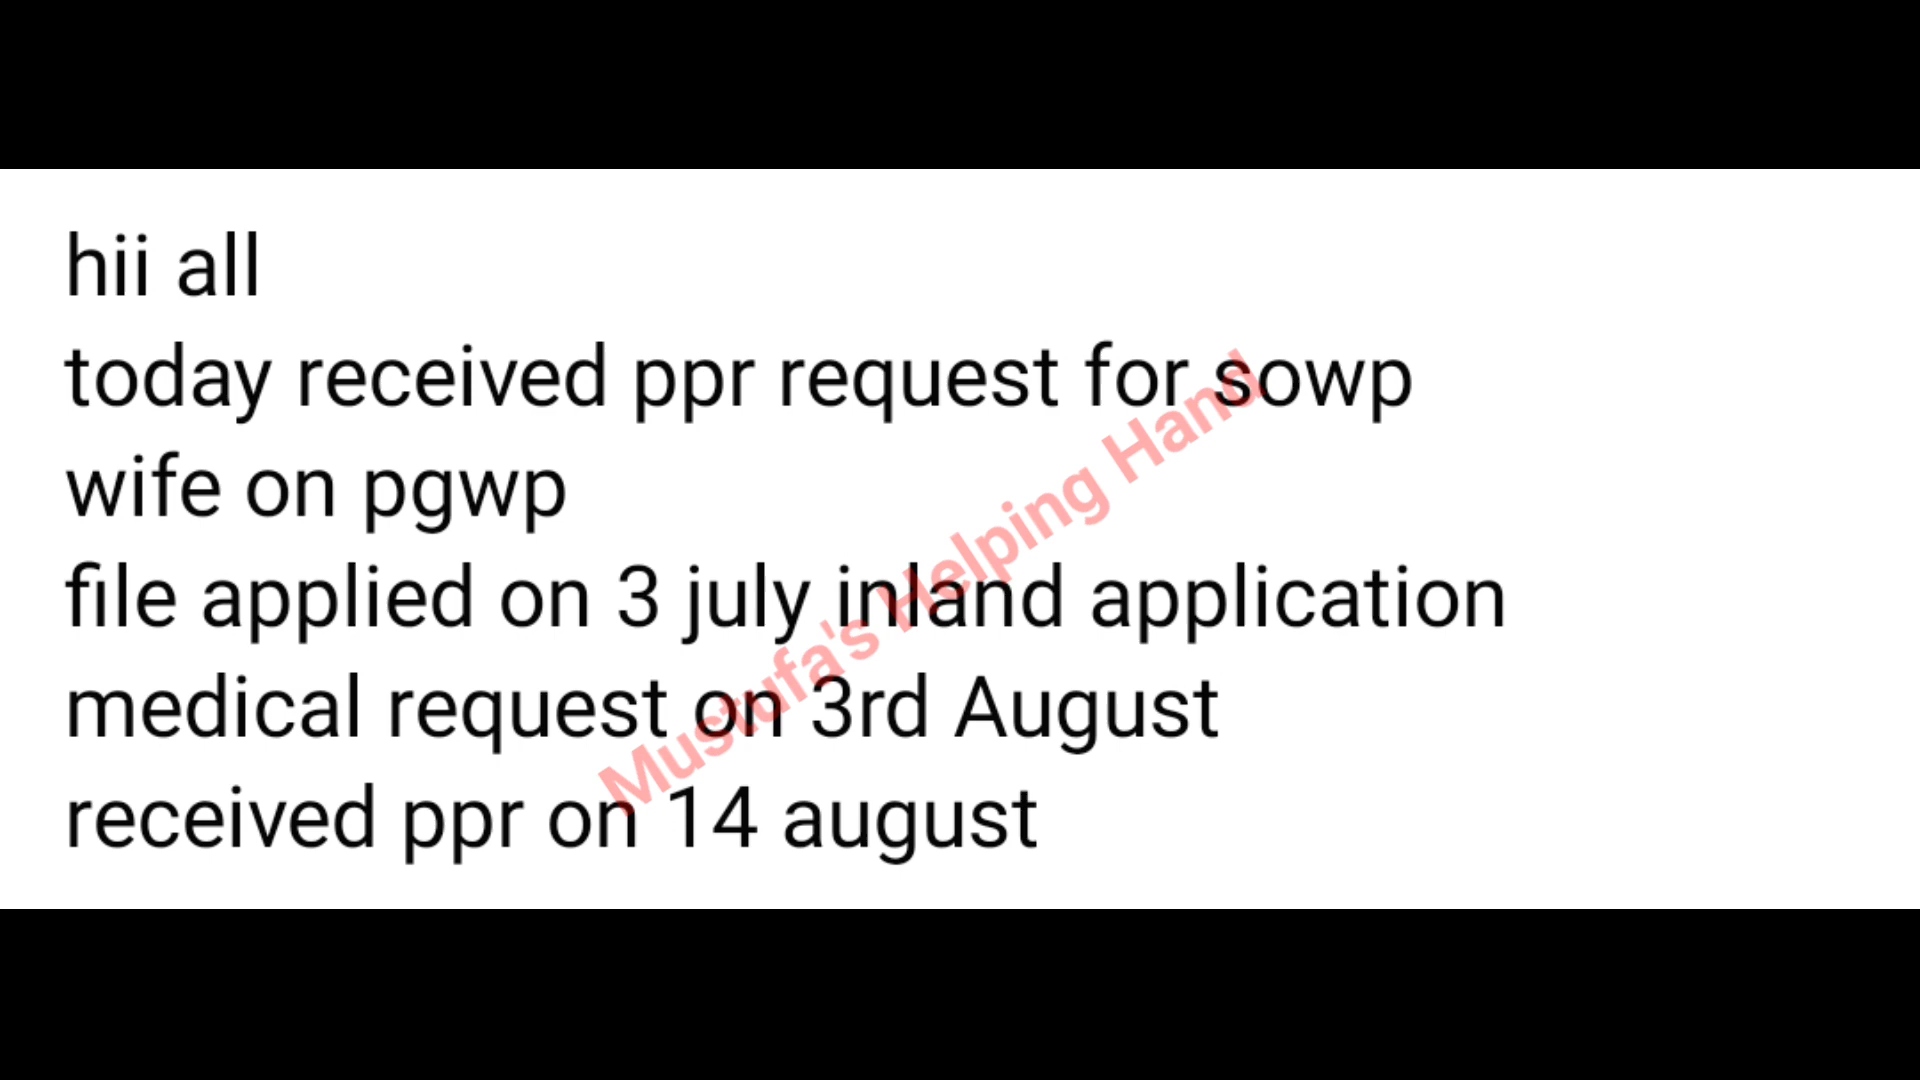 hii all
today received ppr request for sowp
wife on pgwp
file applied on 3 july inland application
medical request on 3rd August
received ppr on 14 august
Mustufa's Helping Hand